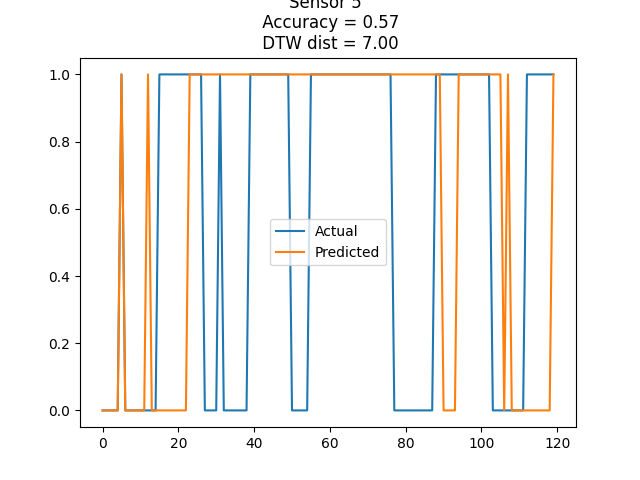 Sensor 5
Accuracy = 0.57
DTW dist = 7.00
1.0
0.8
0.6
0.4
0.2
0.0
Actual
Predicted
0 20 40 60 80 100 120